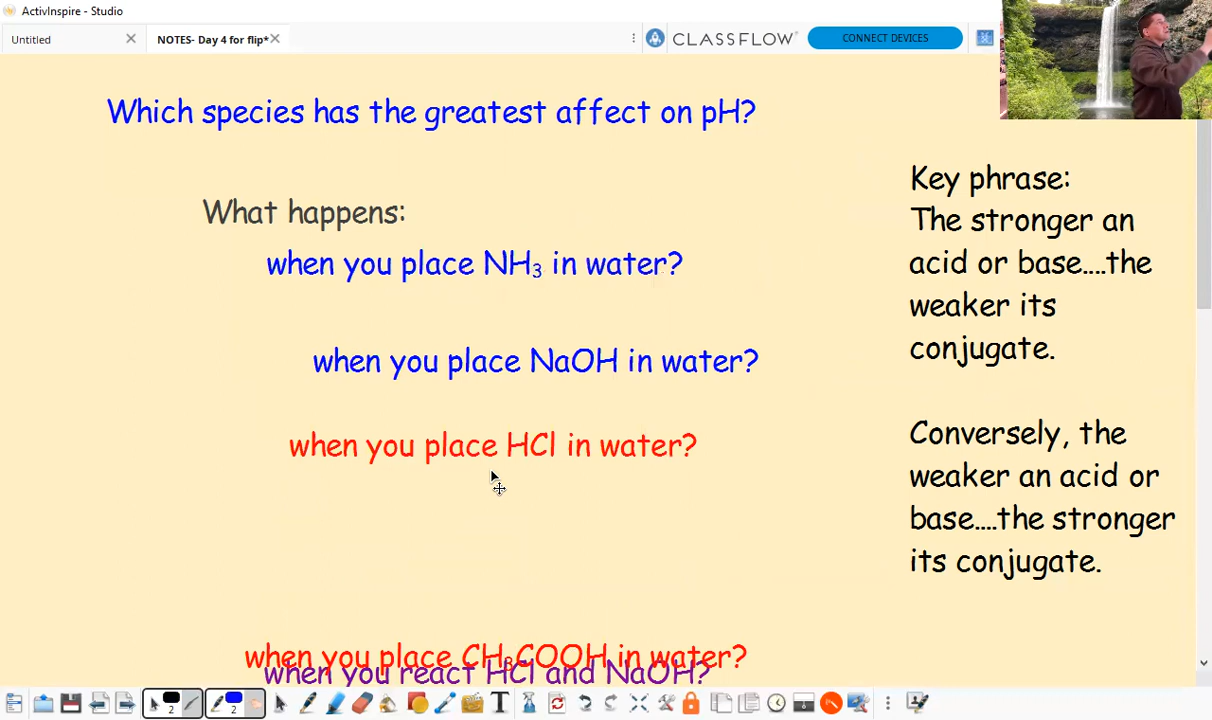 ActivInspire - Studio
Untitled
NOTES- Day 4 for flip*
CLASSFLOW
CONNECT DEVICES
Which species has the greatest affect on pH?
What happens:
when you place NH₃ in water?
when you place NaOH in water?
when you place HCl in water?
when you place CH₃COOH in water?
when you react HCl and NaOH?
Key phrase:
The stronger an
acid or base....the
weaker its
conjugate.
Conversely, the
weaker an acid or
base....the stronger
its conjugate.
2
2